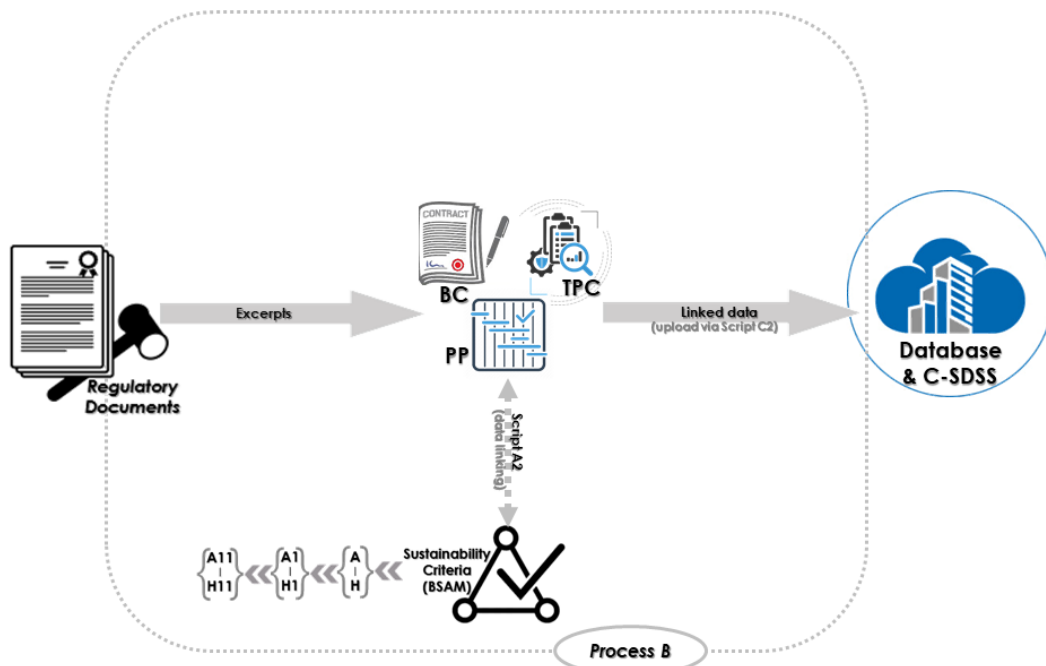 CONTRACT
BC
TPC
Excerpts
Linked data
(upload via Script C2)
PP
Regulatory
Documents
Database
& C-SDSS
Script A2
(data linking)
A11
H11
A1
H1
A
H
Sustainability
Criteria
(BSAM)
Process B